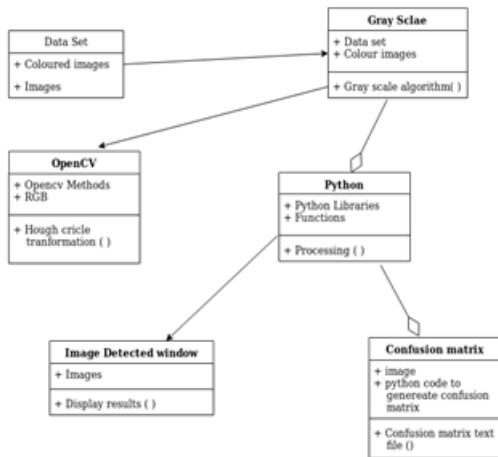 Data Set
+ Coloured images
+ Images
Gray Sclae
+ Data set
+ Colour images
+ Gray scale algorithm( )
OpenCV
+ Opencv Methods
+ RGB
+ Hough cricle
tranformation ( )
Python
+ Python Libraries
+ Functions
+ Processing ( )
Image Detected window
+ Images
+ Display results ( )
Confusion matrix
+ image
+ python code to
genereate confusion
matrix
+ Confusion matrix text
file ()